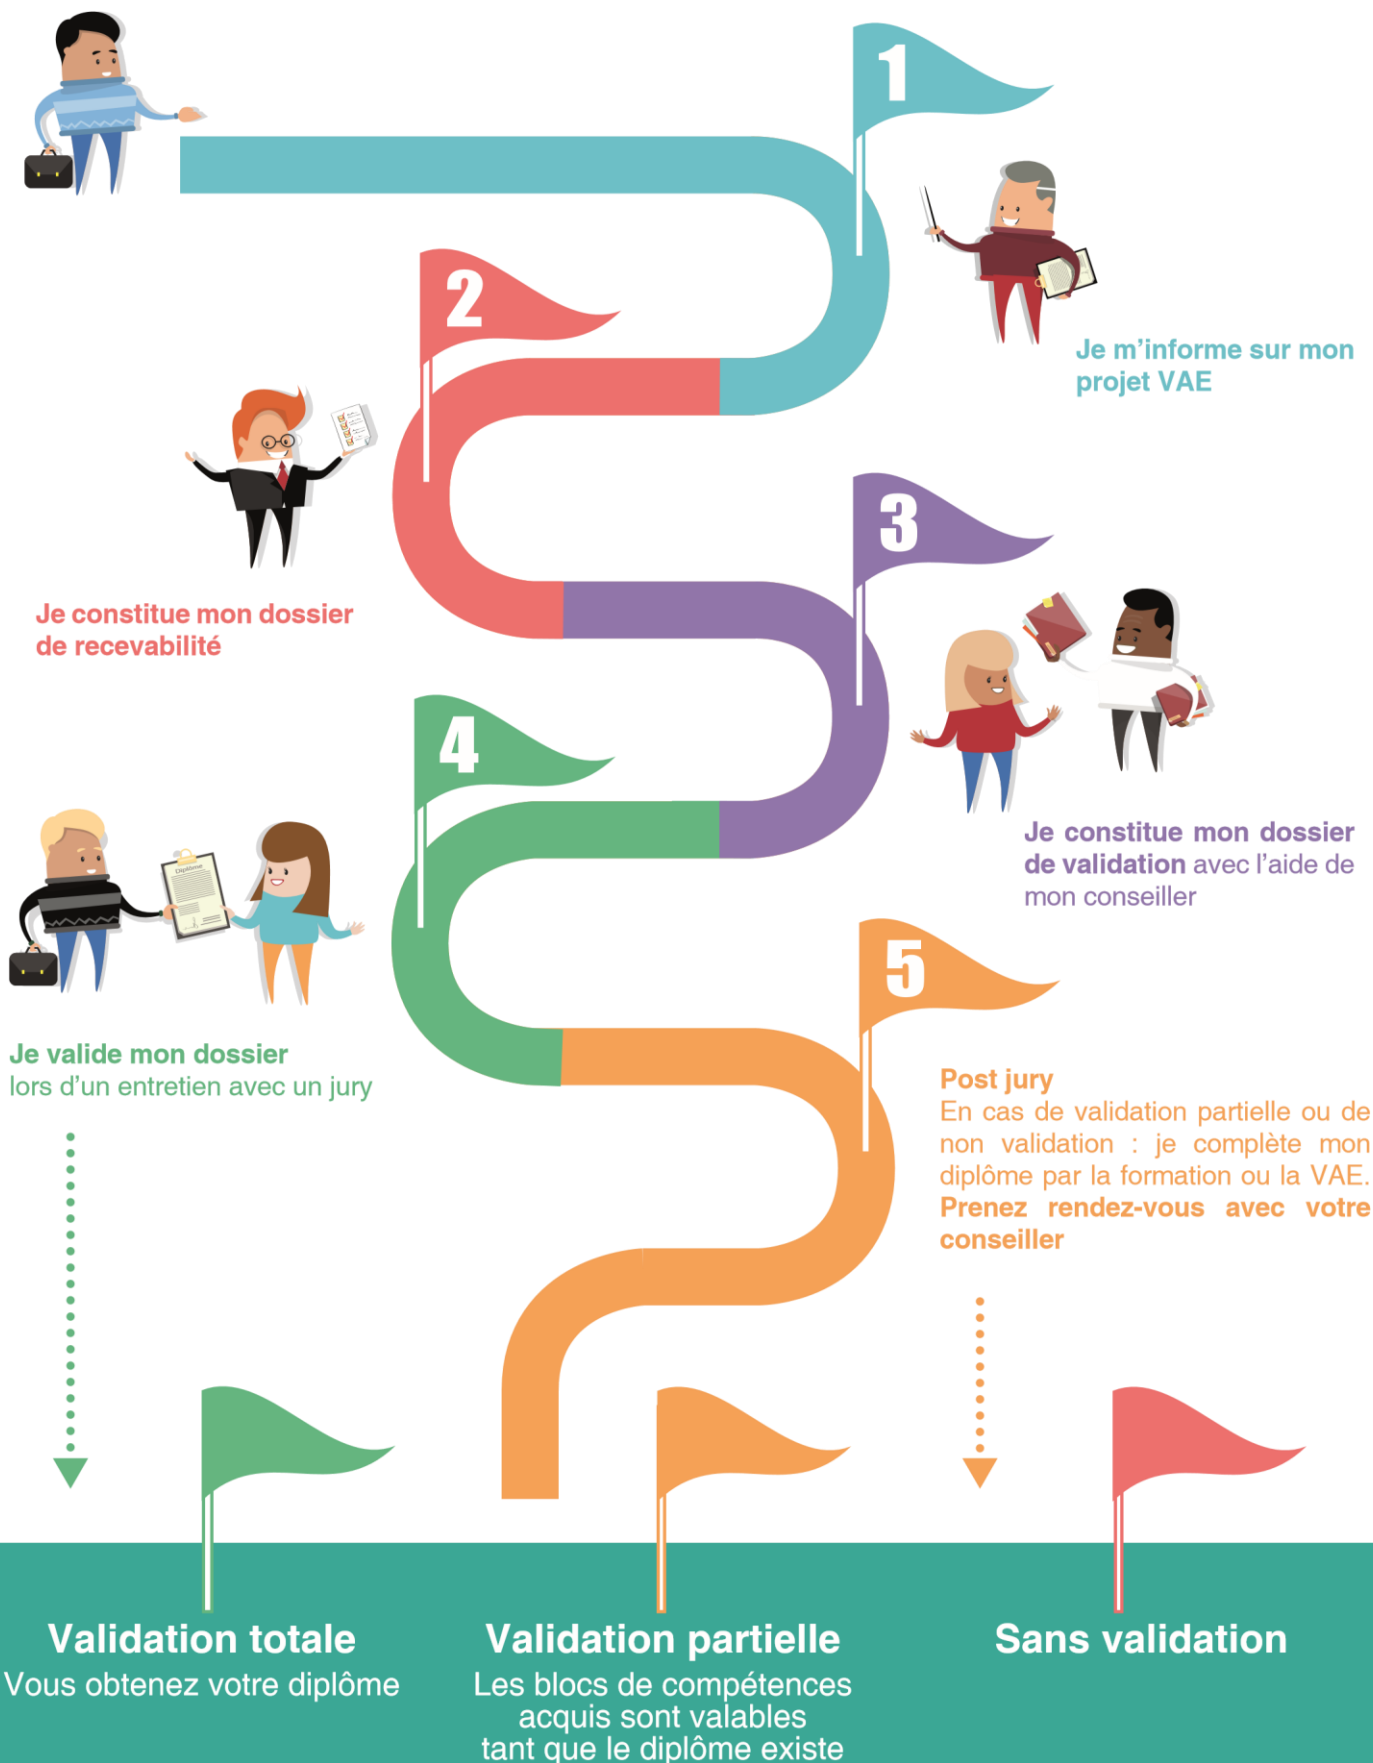 1
Je m’informe sur mon
projet VAE
2
Je constitue mon dossier
de recevabilité
3
Je constitue mon dossier
de validation avec l’aide de
mon conseiller
4
Diplôme
Je valide mon dossier
lors d’un entretien avec un jury
5
Post jury
En cas de validation partielle ou de
non validation : je complète mon
diplôme par la formation ou la VAE.
Prenez rendez-vous avec votre
conseiller
Validation totale
Vous obtenez votre diplôme
Validation partielle
Les blocs de compétences
acquis sont valables
tant que le diplôme existe
Sans validation